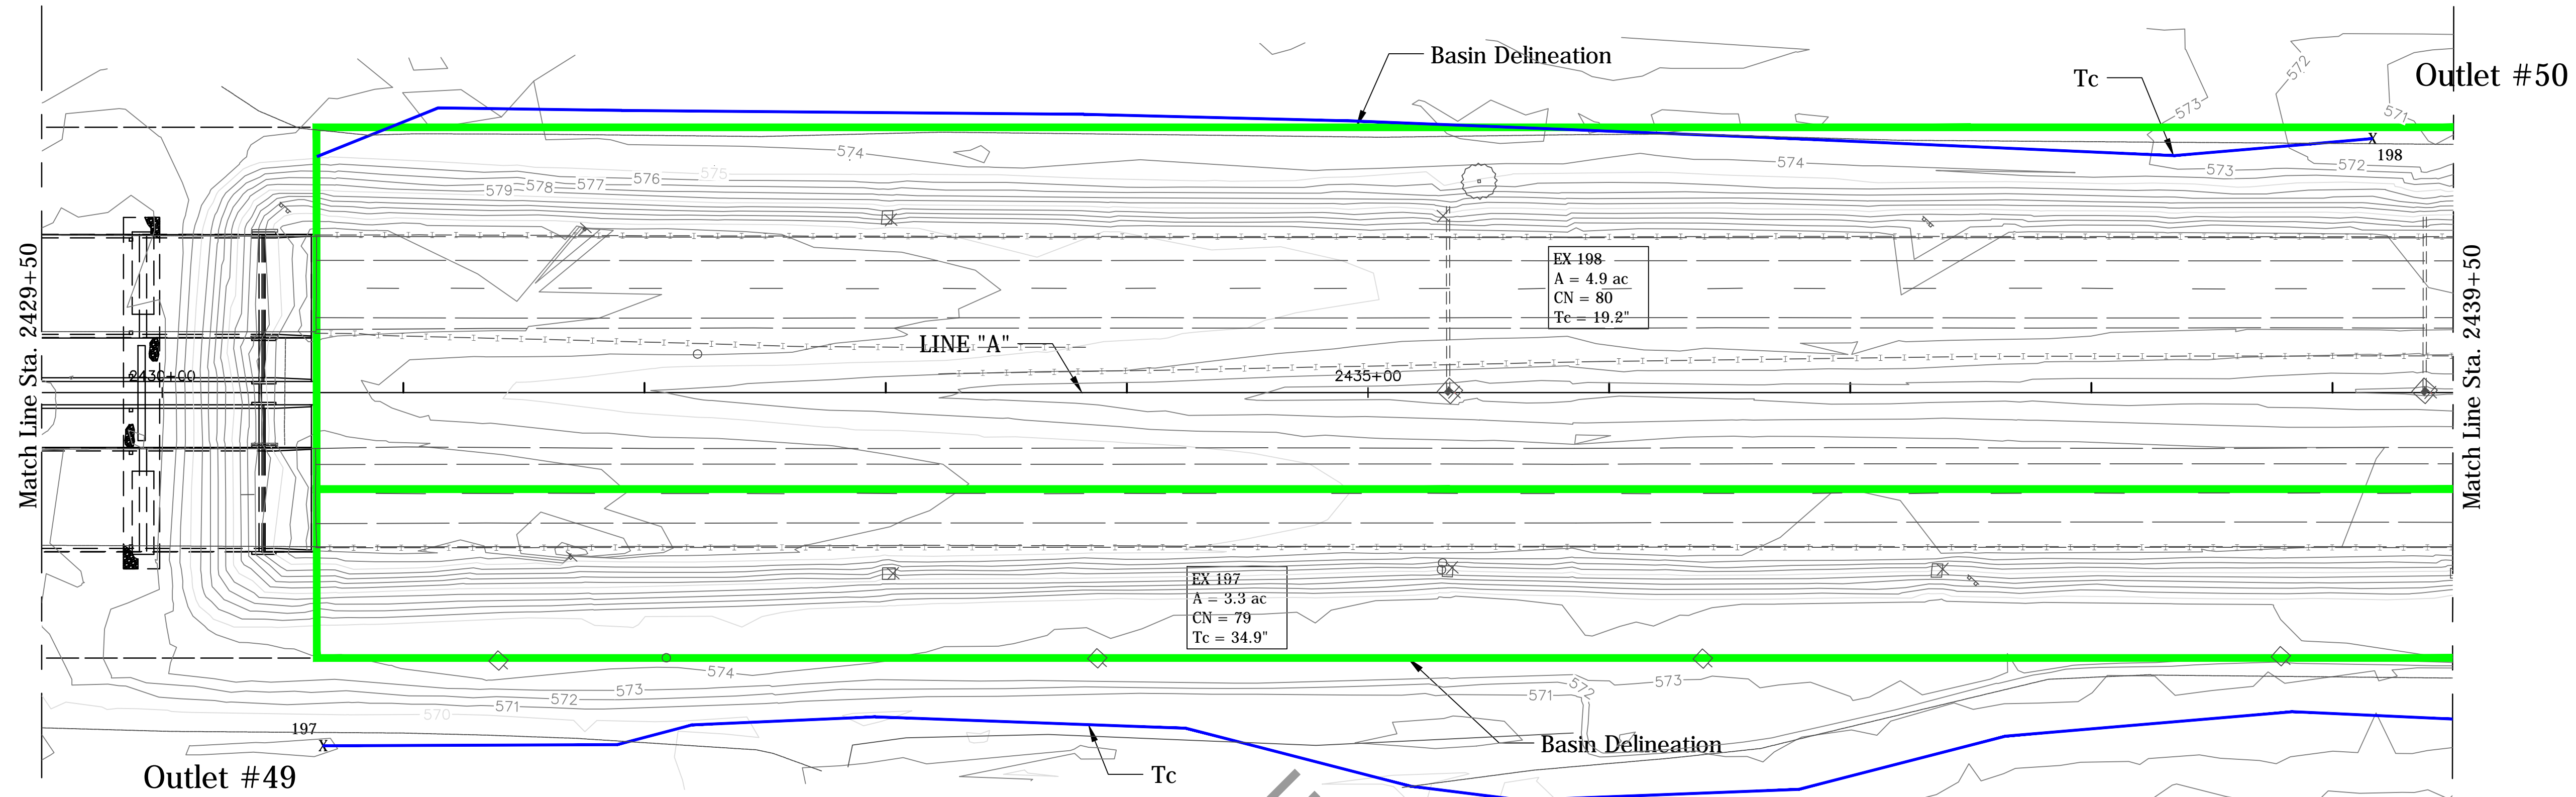 Basin Delineation
Tc
572
Outlet #50
573
571
198
574
574
573
572
579
578
577
576
575
Match Line Sta. 2429+50
Match Line Sta. 2439+50
EX 198
A = 4.9 ac
CN = 80
Tc = 19.2"
LINE "A"
2430+00
2435+00
EX 197
A = 3.3 ac
CN = 79
Tc = 34.9"
574
573
572
571
570
571
572
573
197
Basin Delineation
Outlet #49
Tc